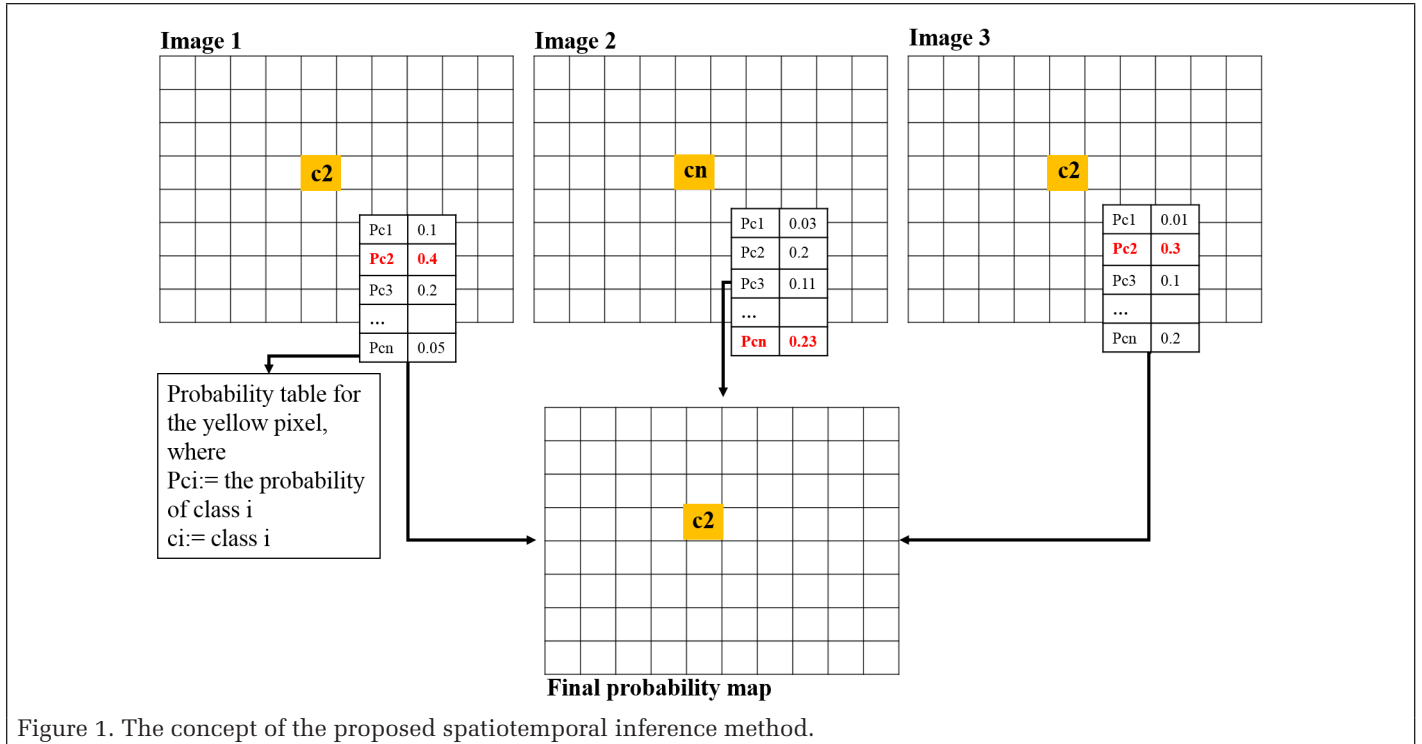 Image 1
c2
Pc1 0.1
Pc2 0.4
Pc3 0.2
...
Pcn 0.05
Image 2
cn
Pc1 0.03
Pc2 0.2
Pc3 0.11
...
Pcn 0.23
Image 3
c2
Pc1 0.01
Pc2 0.3
Pc3 0.1
...
Pcn 0.2
Probability table for
the yellow pixel,
where
Pci:= the probability
of class i
ci:= class i
c2
Final probability map
Figure 1. The concept of the proposed spatiotemporal inference method.